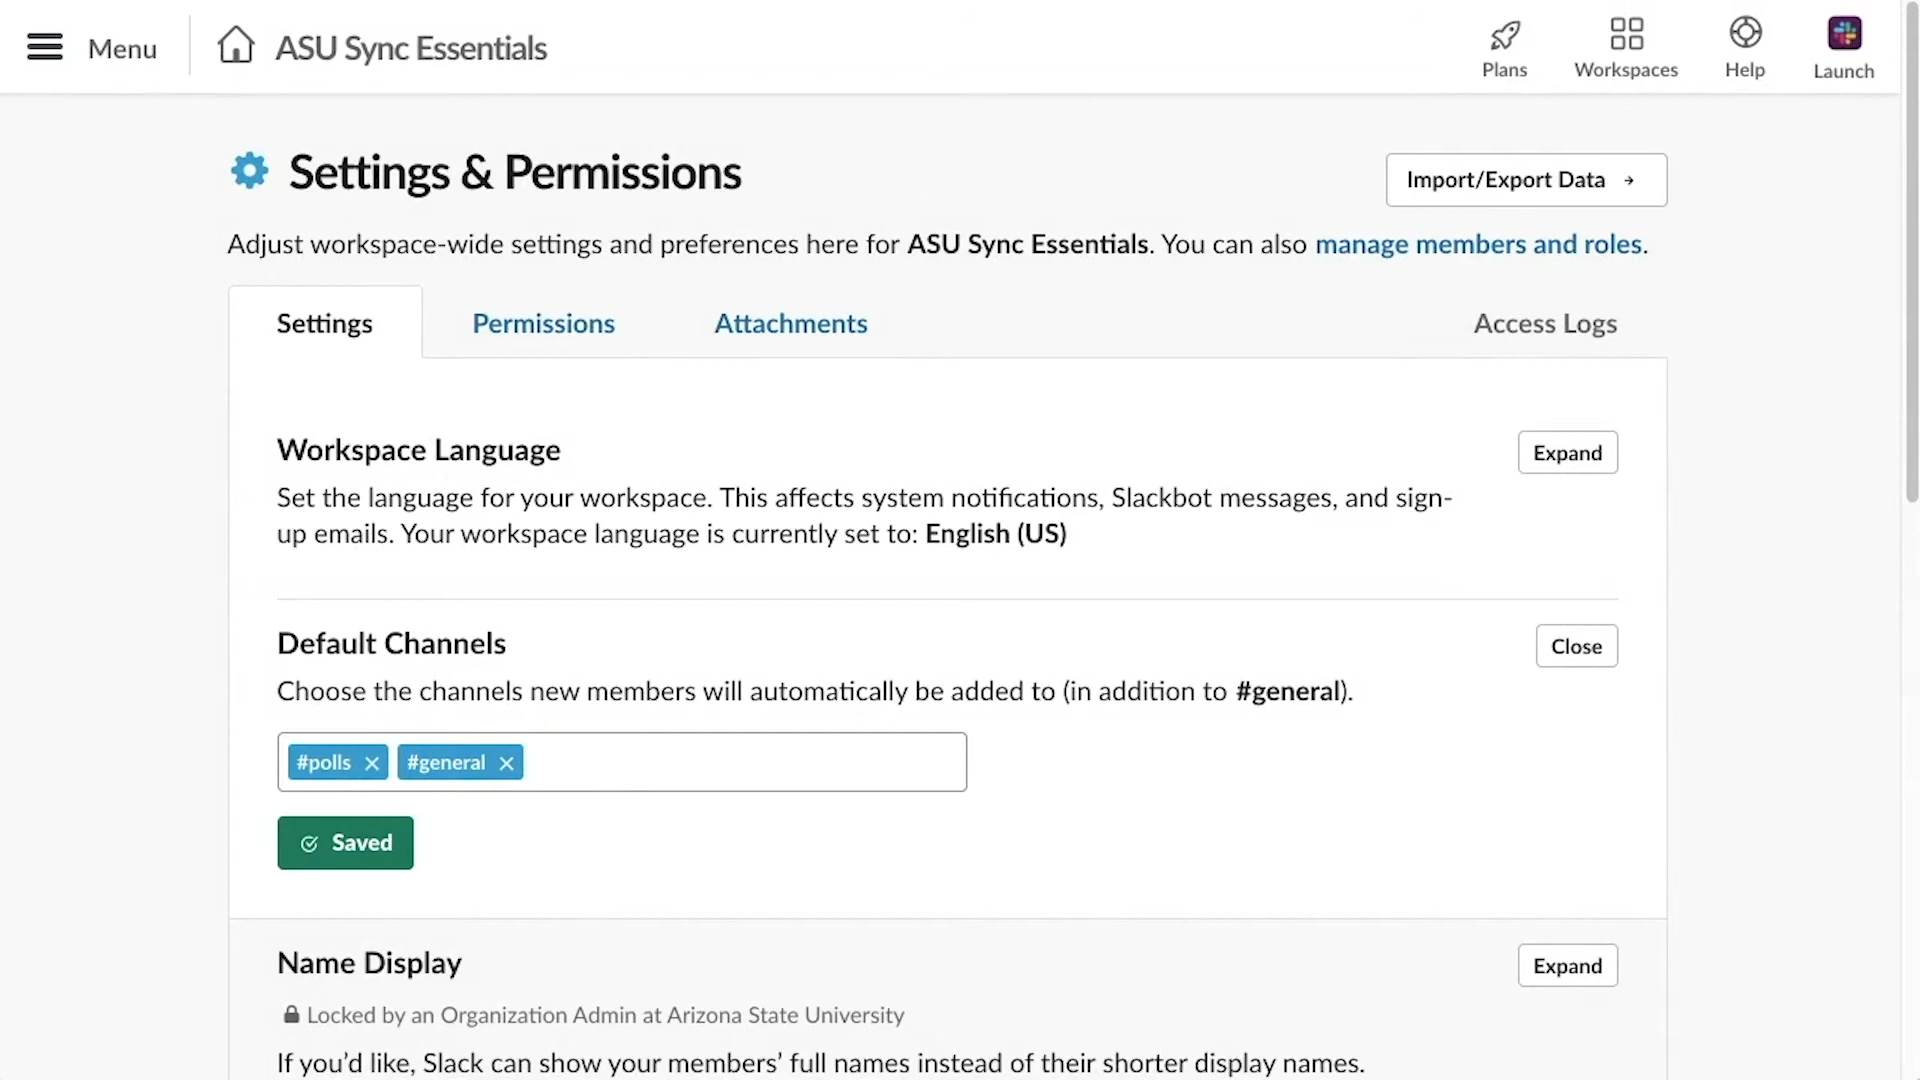 Menu
ASU Sync Essentials
Plans
Workspaces
Help
Launch
Settings & Permissions
Import/Export Data →
Adjust workspace-wide settings and preferences here for ASU Sync Essentials. You can also manage members and roles.
Settings
Permissions
Attachments
Access Logs
Workspace Language
Expand
Set the language for your workspace. This affects system notifications, Slackbot messages, and sign-
up emails. Your workspace language is currently set to: English (US)
Default Channels
Close
Choose the channels new members will automatically be added to (in addition to #general).
#polls × #general ×
Saved
Name Display
Expand
Locked by an Organization Admin at Arizona State University
If you’d like, Slack can show your members’ full names instead of their shorter display names.